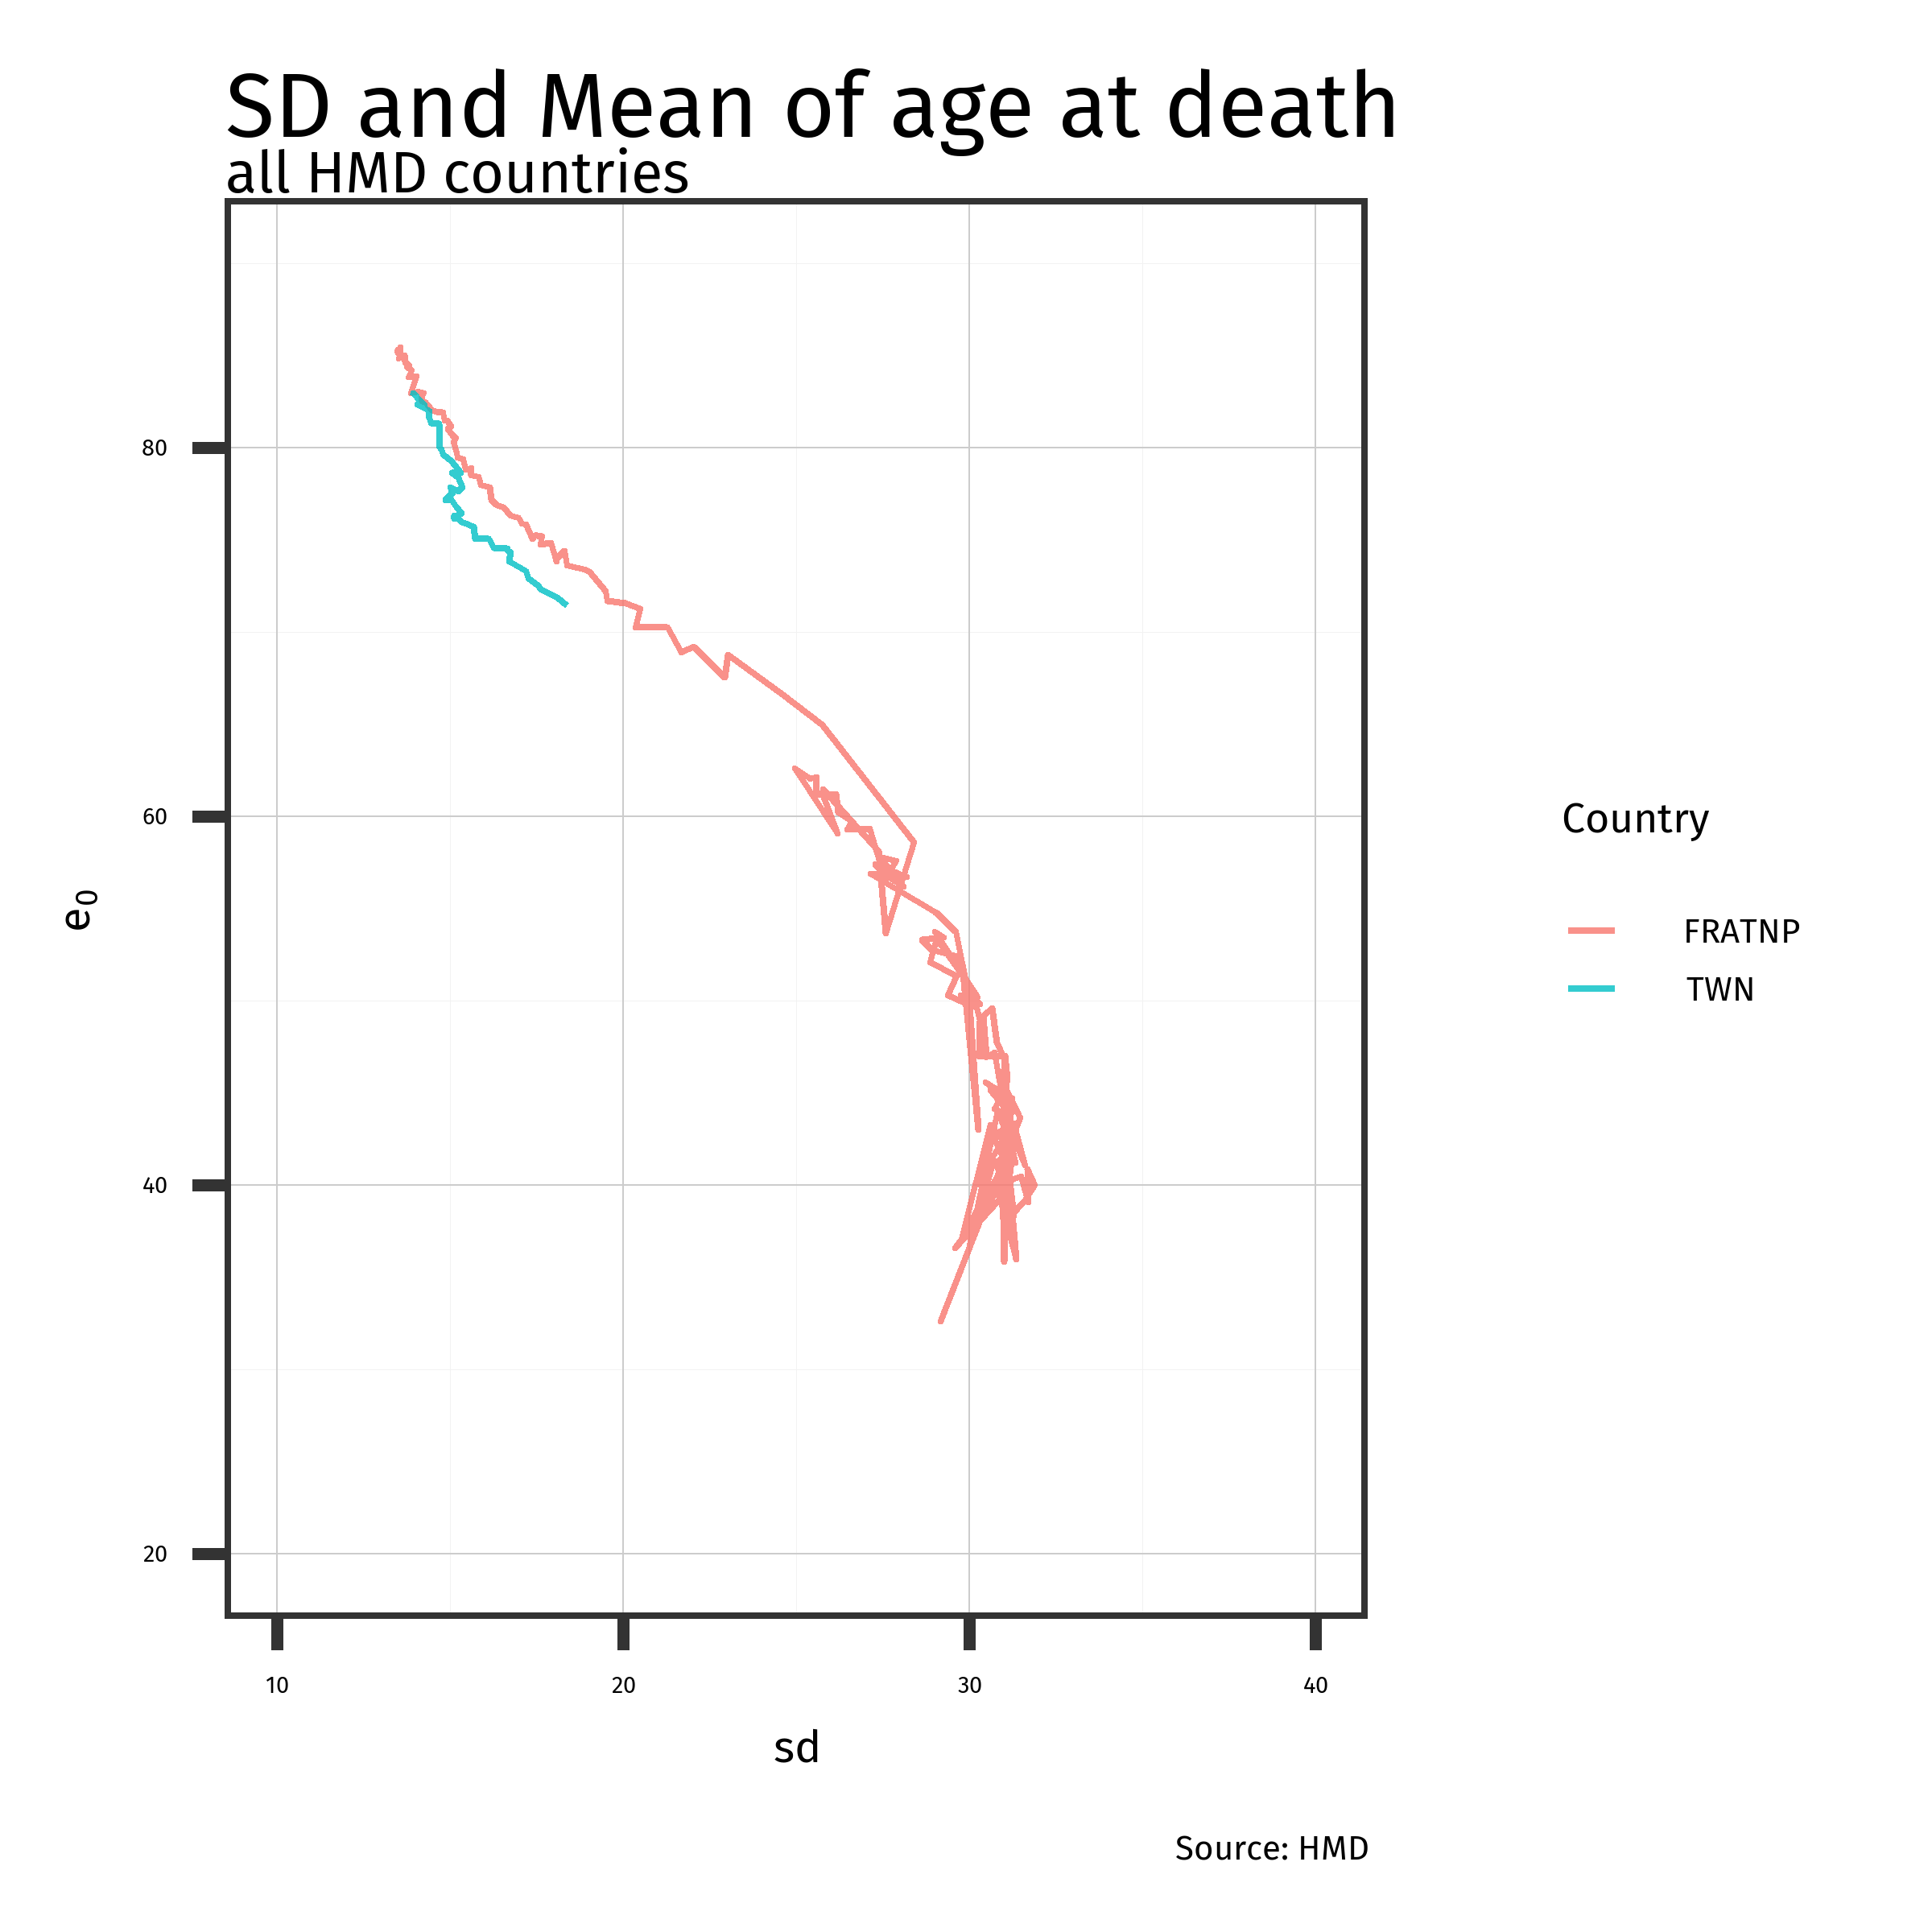 SD and Mean of age at death
all HMD countries
80
60
40
20
e₀
10 20 30 40
sd
Country
FRATNP
TWN
Source: HMD